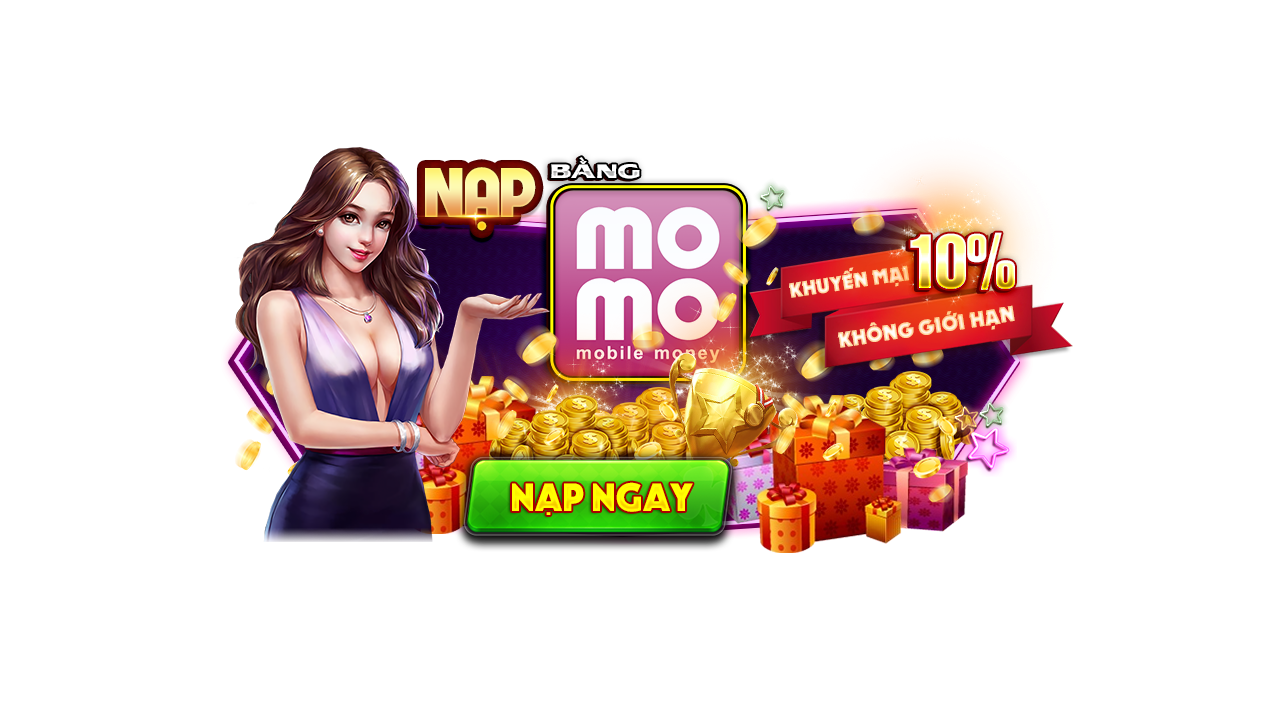 NẠP
BẰNG
mo
mo
mobile money
KHUYẾN MẠI 10%
KHÔNG GIỚI HẠN
NẠP NGAY